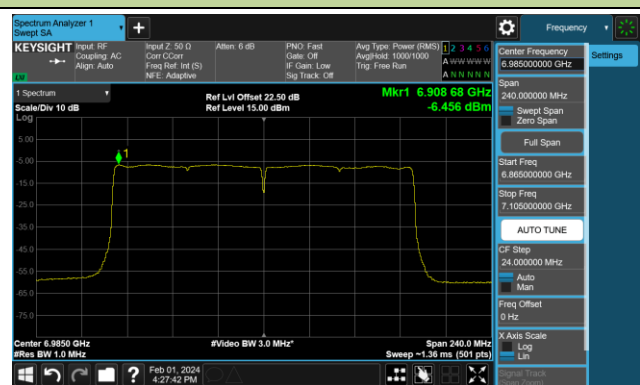 Spectrum Analyzer 1
Swept SA
+
Frequency
KEYSIGHT
Input: RF
Coupling: AC
Align: Auto
Input Z: 50 Ω
Corr CCorr
Freq Ref: Int (S)
NFE: Adaptive
Atten: 6 dB
PNO: Fast
Gate: Off
IF Gain: Low
Sig Track: Off
Avg Type: Power (RMS)
Avg|Hold: 1000/1000
Trig: Free Run
1 2 3 4 5 6
A W W W W W
A N N N N N
LXI
1 Spectrum
Scale/Div 10 dB
Log
Ref Lvl Offset 22.50 dB
Ref Level 15.00 dBm
Mkr1 6.908 68 GHz
-6.456 dBm
5.00
-5.00
-15.0
-25.0
-35.0
-45.0
-55.0
-65.0
-75.0
1
Center 6.9850 GHz
#Res BW 1.0 MHz
#Video BW 3.0 MHz*
Span 240.0 MHz
Sweep ~1.36 ms (501 pts)
Feb 01, 2024
4:27:42 PM
Center Frequency
6.985000000 GHz
Span
240.000000 MHz
Swept Span
Zero Span
Full Span
Start Freq
6.865000000 GHz
Stop Freq
7.105000000 GHz
AUTO TUNE
CF Step
24.000000 MHz
Auto
Man
Freq Offset
0 Hz
X Axis Scale
Log
Lin
Signal Track
(Span Zoom)
Settings